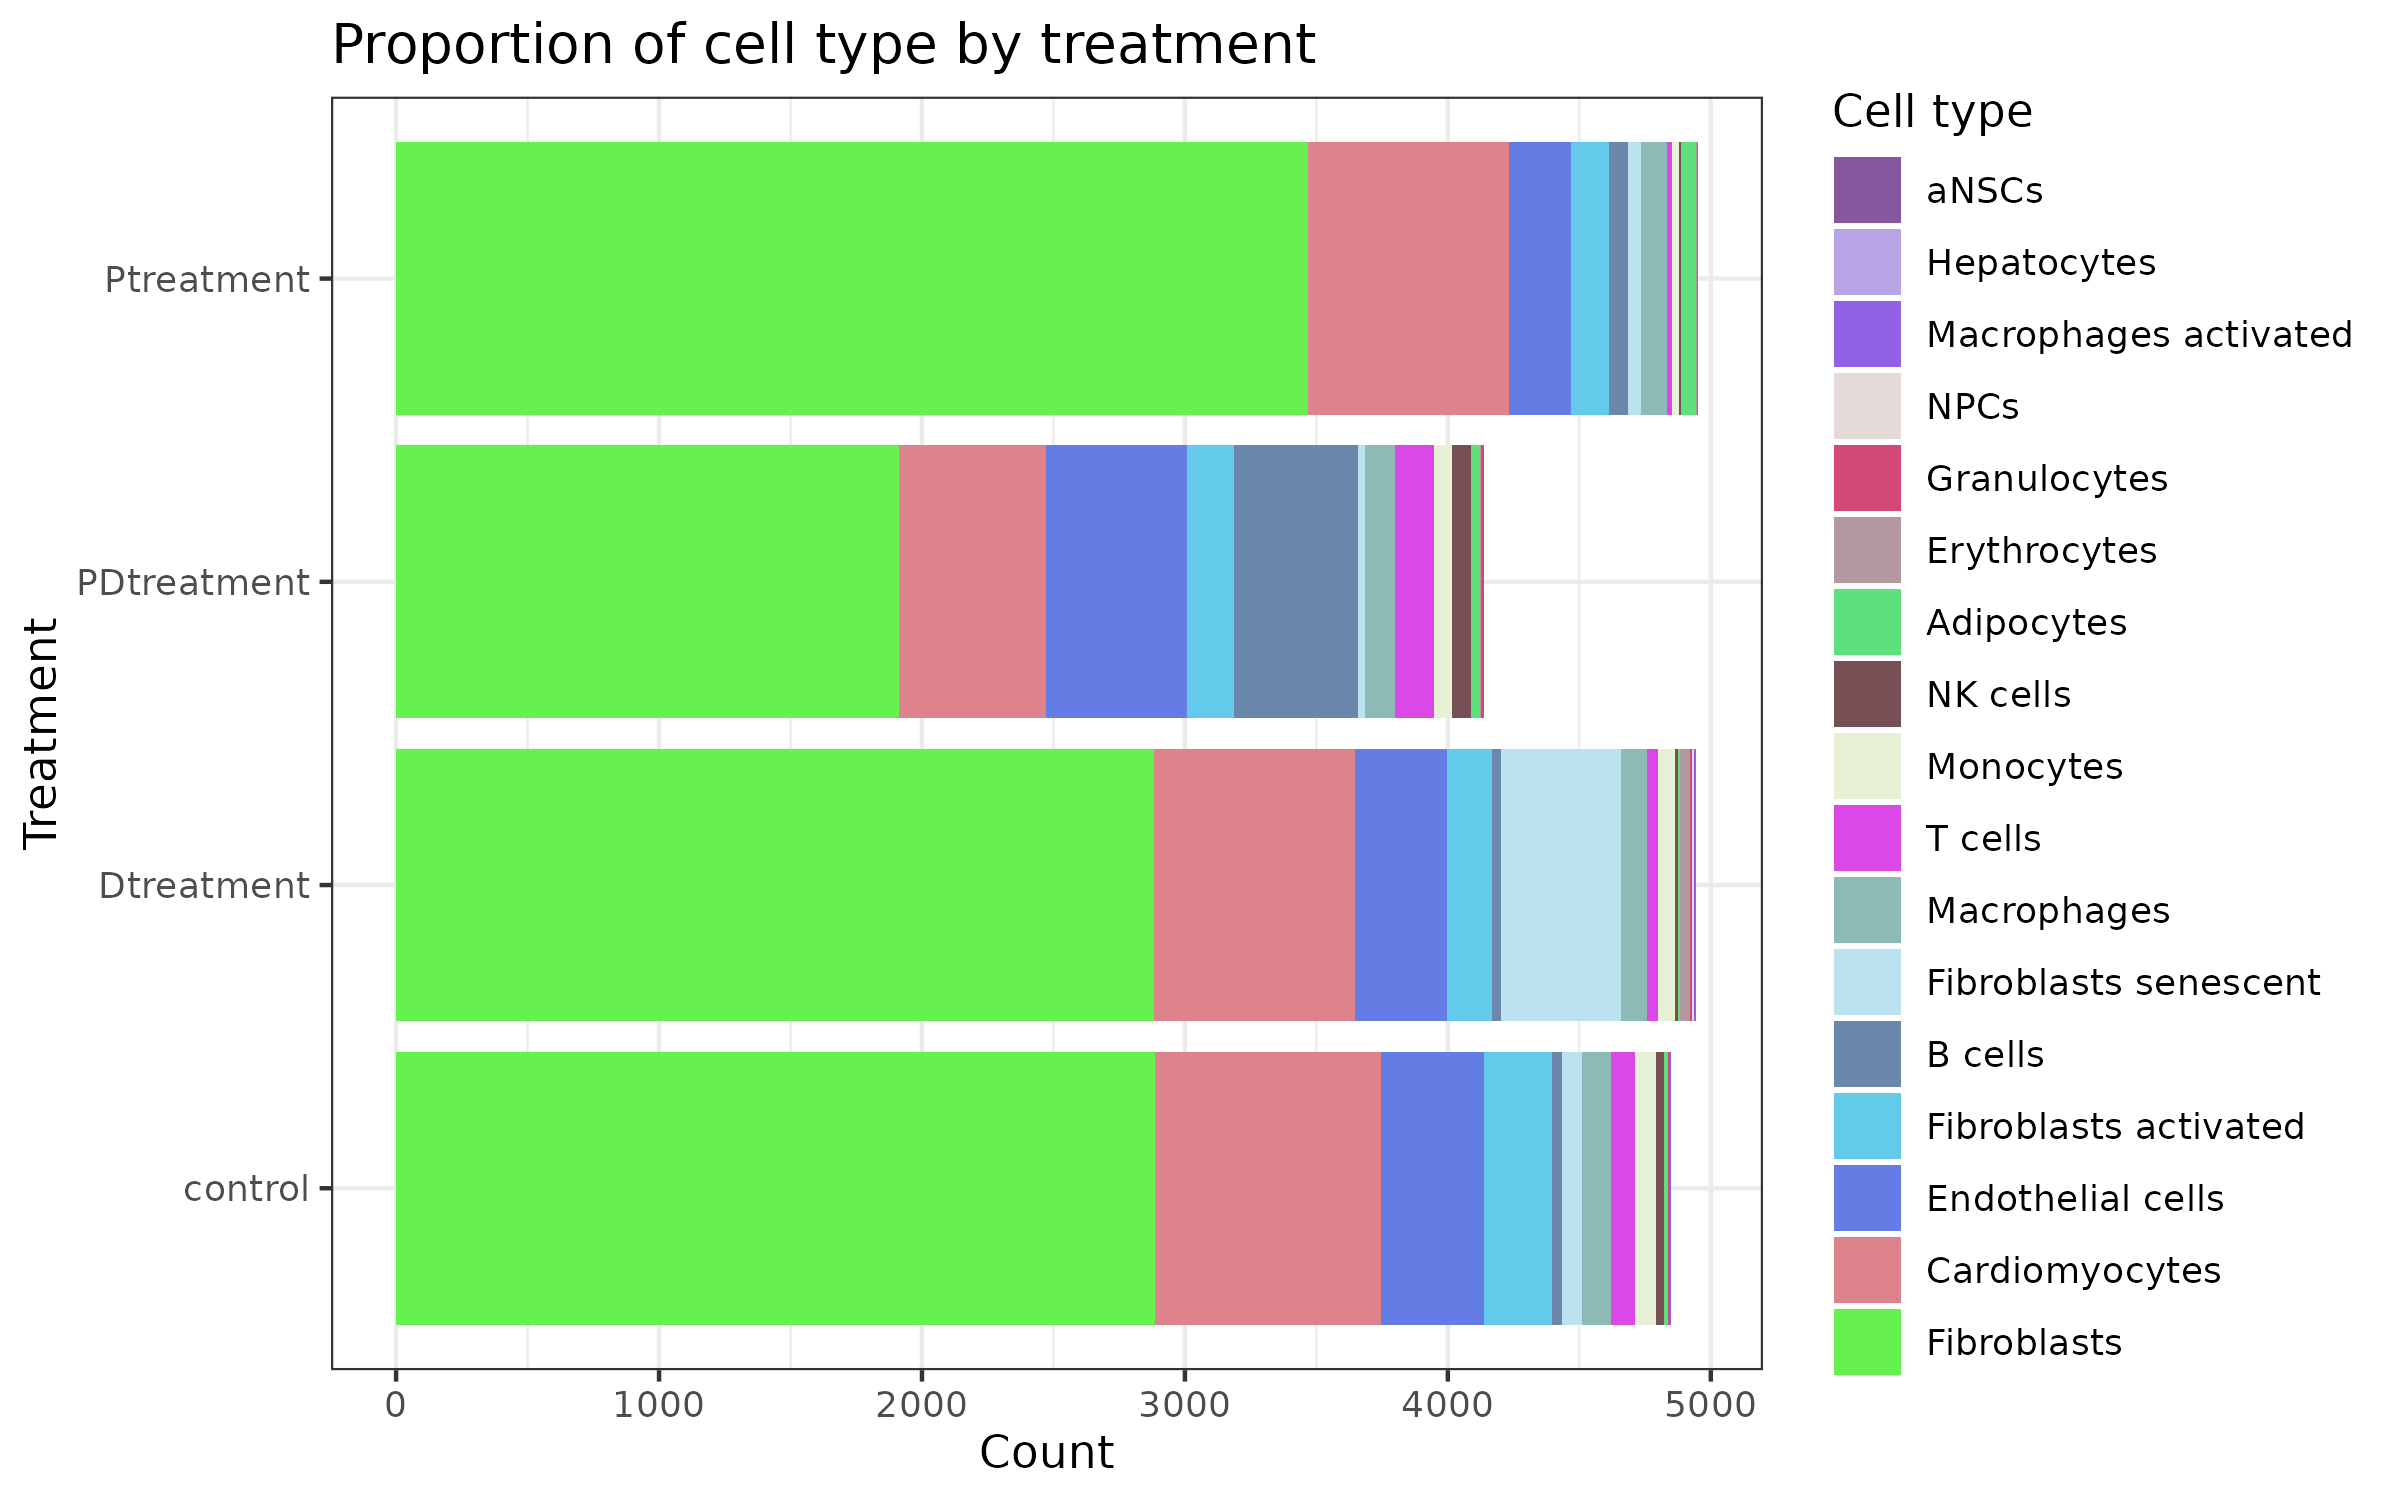 Proportion of cell type by treatment
Treatment
Ptreatment
PDtreatment
Dtreatment
control
0 1000 2000 3000 4000 5000
Count
Cell type
aNSCs
Hepatocytes
Macrophages activated
NPCs
Granulocytes
Erythrocytes
Adipocytes
NK cells
Monocytes
T cells
Macrophages
Fibroblasts senescent
B cells
Fibroblasts activated
Endothelial cells
Cardiomyocytes
Fibroblasts